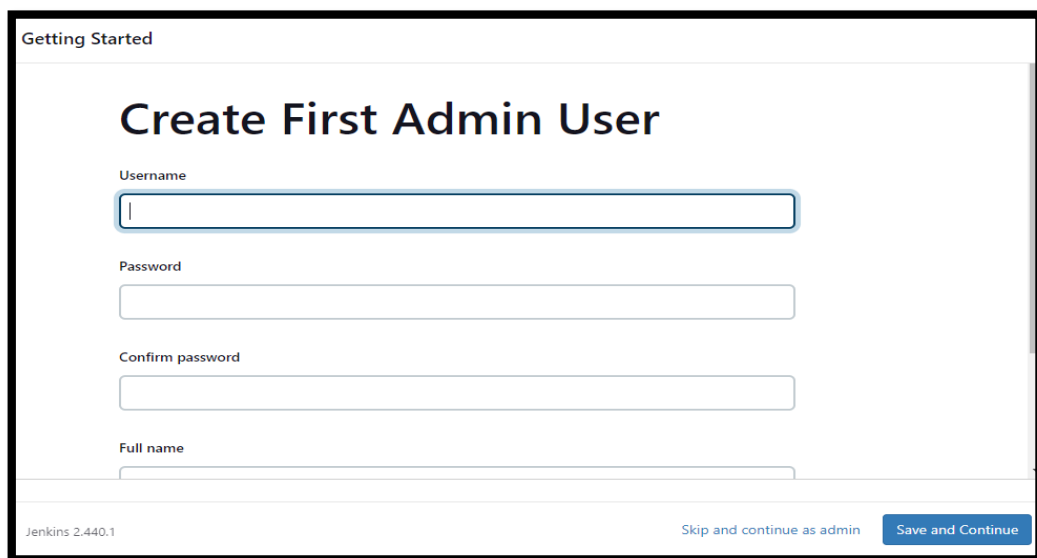 Getting Started
Create First Admin User
Username
Password
Confirm password
Full name
Jenkins 2.440.1
Skip and continue as admin
Save and Continue